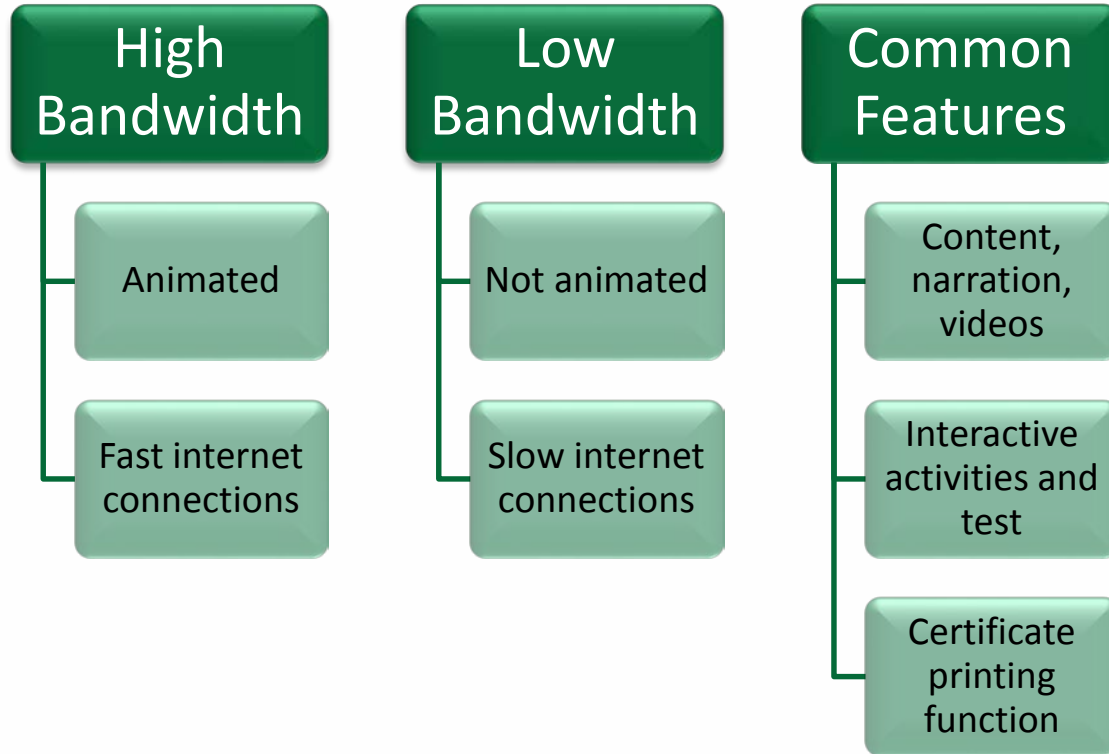 High
Bandwidth
Animated
Fast internet
connections
Low
Bandwidth
Not animated
Slow internet
connections
Common
Features
Content,
narration,
videos
Interactive
activities and
test
Certificate
printing
function